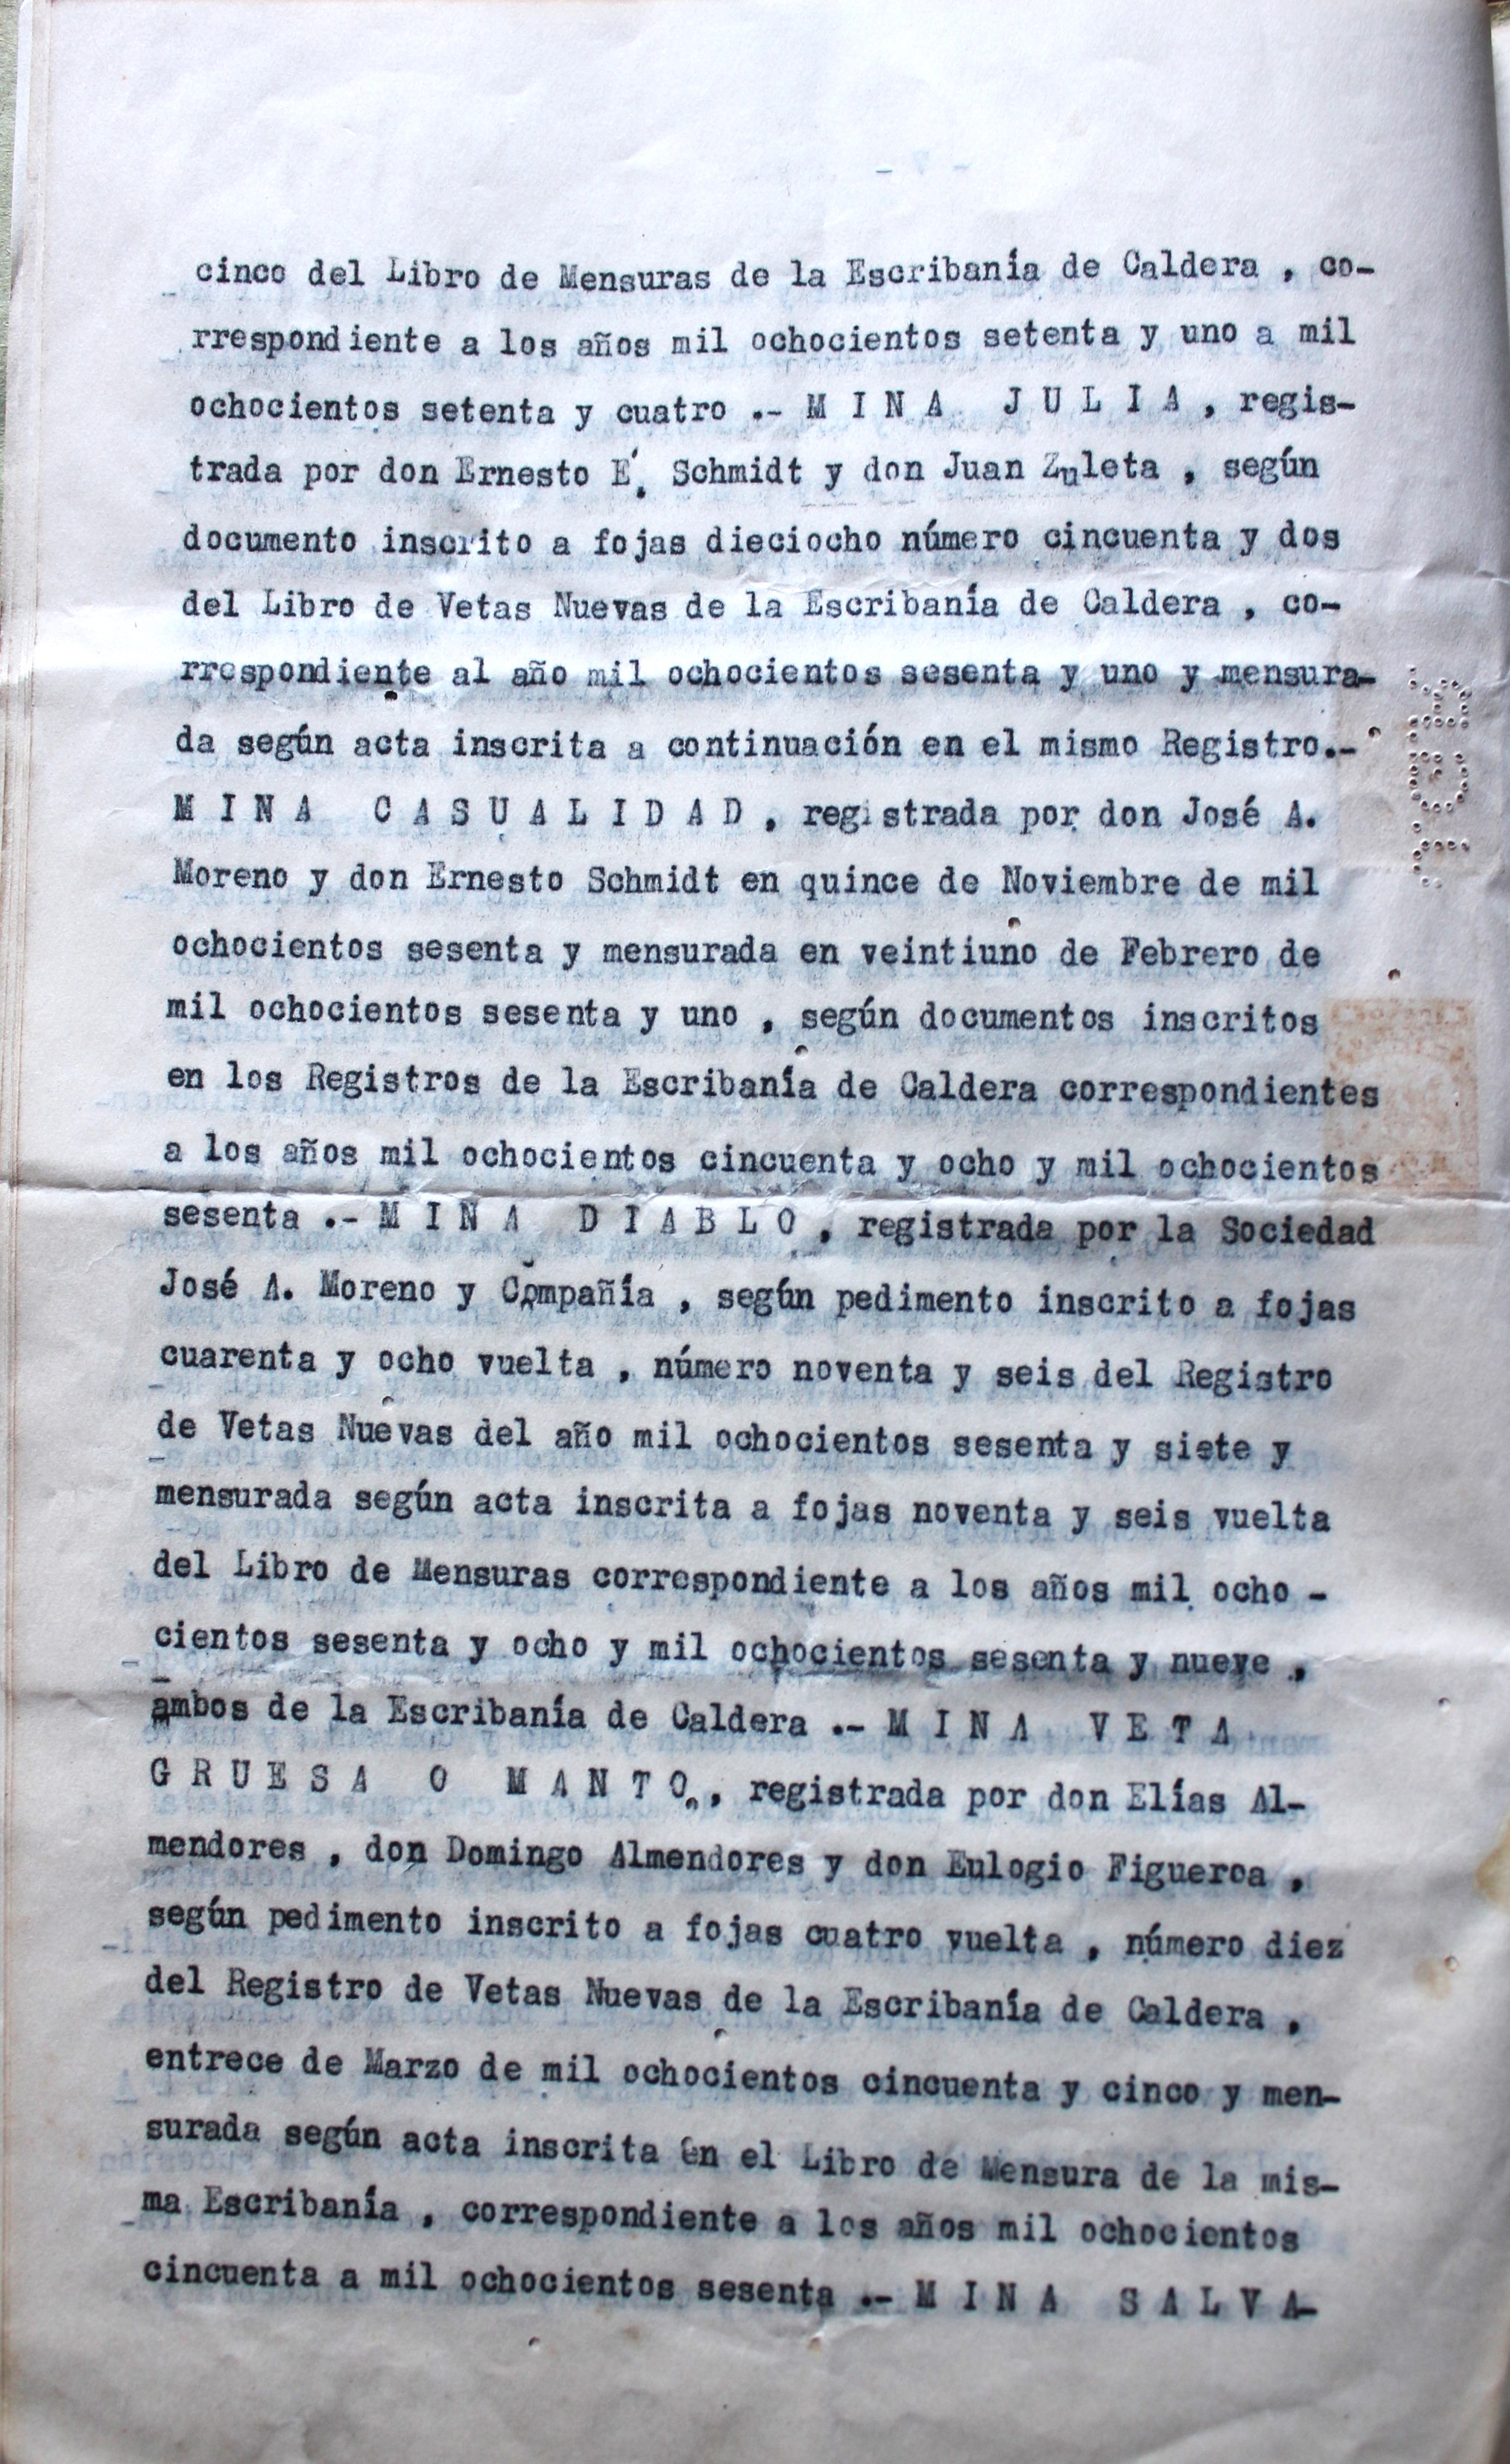 cinco del Libro de Mensuras de la Escribanía de Caldera , co-
rrespondiente a los años mil ochocientos setenta y uno a mil
ochocientos setenta y cuatro .- M I N A J U L I A , regis-
trada por don Ernesto E. Schmidt y don Juan Zuleta , según
documento inscrito a fojas dieciocho número cincuenta y dos
del Libro de Vetas Nuevas de la Escribanía de Caldera , co-
rrespondiente al año mil ochocientos sesenta y uno y mensura-
da según acta inscrita a continuación en el mismo Registro.-
M I N A C A S U A L I D A D , registrada por don José A.
Moreno y don Ernesto Schmidt en quince de Noviembre de mil
ochocientos sesenta y mensurada en veintiuno de Febrero de
mil ochocientos sesenta y uno , según documentos inscritos
en los Registros de la Escribanía de Caldera correspondientes
a los años mil ochocientos cincuenta y ocho y mil ochocientos
sesenta .- M I N A D I A B L O , registrada por la Sociedad
José A. Moreno y Compañía , según pedimento inscrito a fojas
cuarenta y ocho vuelta , número noventa y seis del Registro
de Vetas Nuevas del año mil ochocientos sesenta y siete y
mensurada según acta inscrita a fojas noventa y seis vuelta
del Libro de Mensuras correspondiente a los años mil ocho -
cientos sesenta y ocho y mil ochocientos sesenta y nueve ,
ambos de la Escribanía de Caldera .- M I N A V E T A
G R U E S A O M A N T O , registrada por don Elías Al-
mendores , don Domingo Almendores y don Eulogio Figueroa ,
según pedimento inscrito a fojas cuatro vuelta , número diez
del Registro de Vetas Nuevas de la Escribanía de Caldera ,
entrece de Marzo de mil ochocientos cincuenta y cinco y men-
surada según acta inscrita en el Libro de Mensura de la mis-
ma Escribanía , correspondiente a los años mil ochocientos
cincuenta a mil ochocientos sesenta .- M I N A S A L V A-